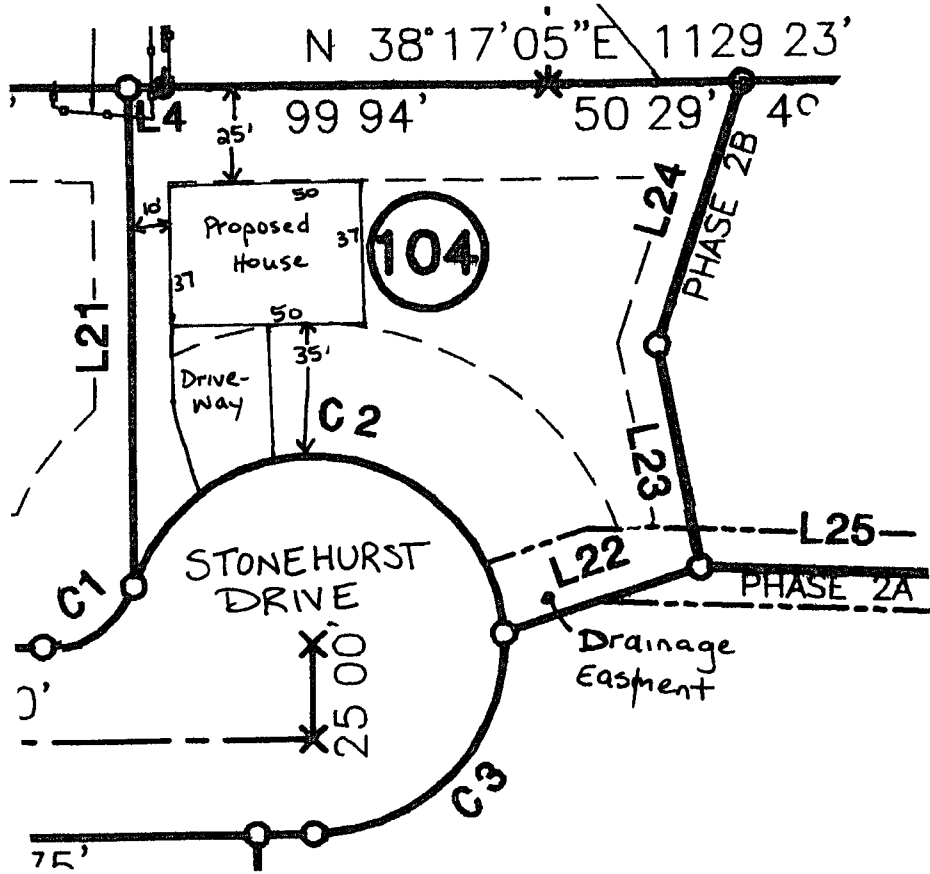 N 38°17'05"E 1129 23'
L4
99 94'
50 29'
25'
L24
PHASE 2B
50
10'
Proposed
House
37
104
37
50
L21
35'
Drive-
way
C 2
L23
L25
L22
PHASE 2A
STONEHURST
DRIVE
C1
25 00'
Drainage
Easment
C3
75'